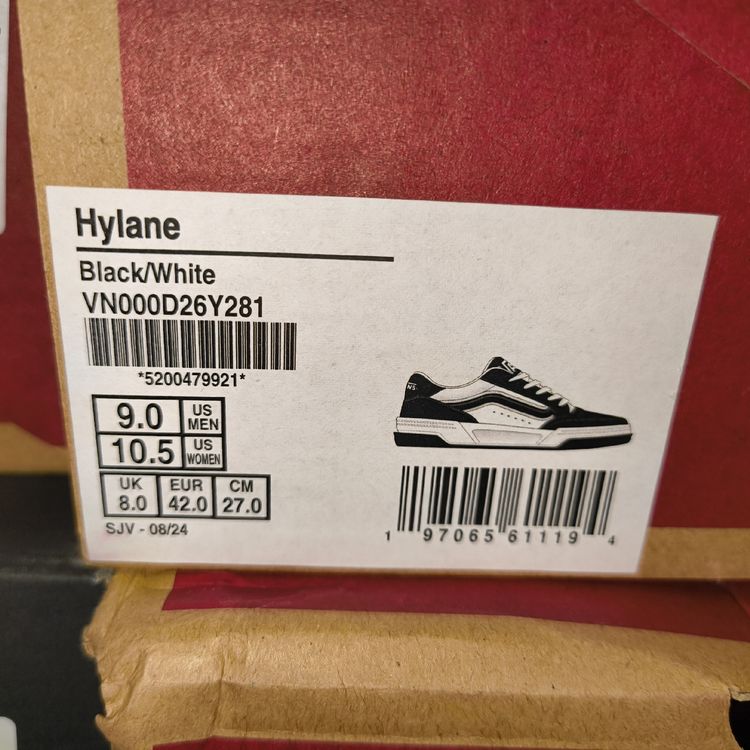 Hylane
Black/White
VN000D26Y281
*5200479921*
9.0 US MEN
10.5 US WOMEN
UK EUR CM
8.0 42.0 27.0
SJV - 08/24
1 97065 61119 4